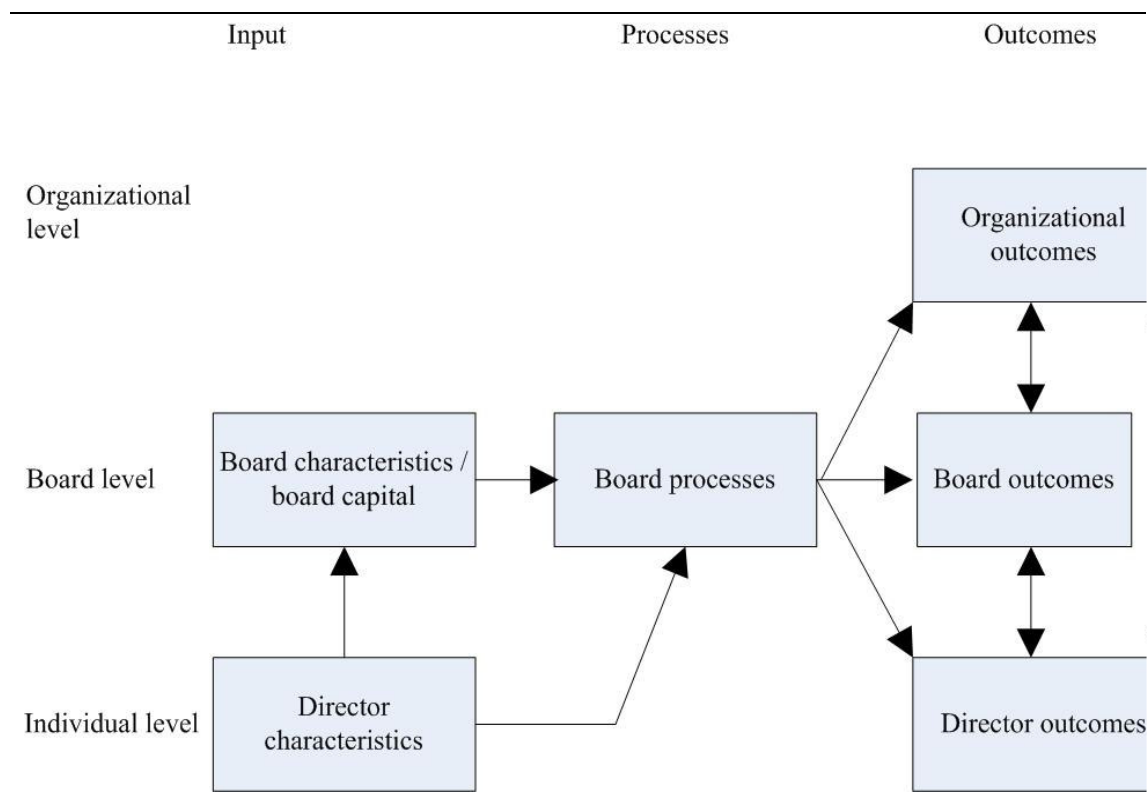 Input
Processes
Outcomes
Organizational
level
Organizational
outcomes
Board level
Board characteristics /
board capital
Board processes
Board outcomes
Individual level
Director
characteristics
Director outcomes